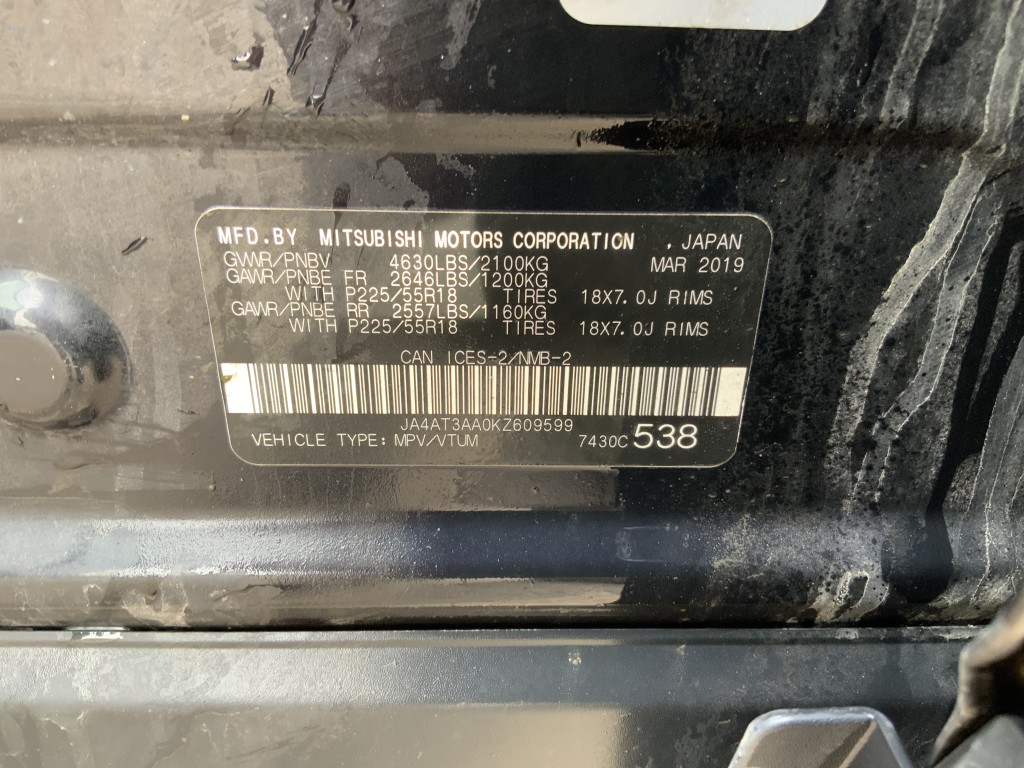 MFD.BY MITSUBISHI MOTORS CORPORATION . JAPAN
GVWR/PNBV 4630LBS/2100KG MAR 2019
GAWR/PNBE FR 2646LBS/1200KG
WITH P225/55R18 TIRES 18X7.0J RIMS
GAWR/PNBE RR 2557LBS/1160KG
WITH P225/55R18 TIRES 18X7.0J RIMS
CAN ICES-2/NMB-2
JA4AT3AA0KZ609599
VEHICLE TYPE: MPV/VTUM 7430C 538